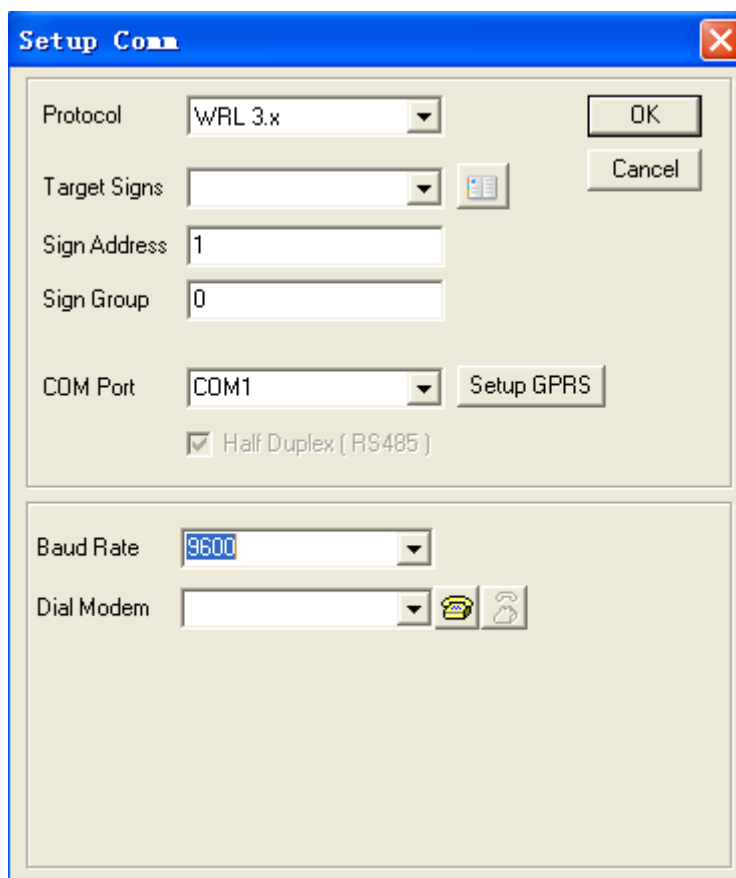 Setup Comm
Protocol WRL 3.x OK
Target Signs Cancel
Sign Address 1
Sign Group 0
COM Port COM1 Setup GPRS
Half Duplex ( RS485 )
Baud Rate 9600
Dial Modem